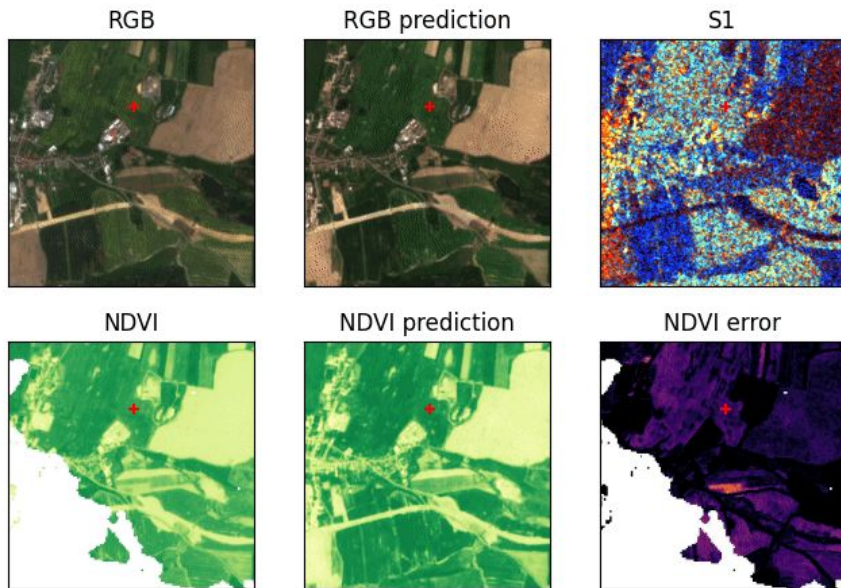 RGB
RGB prediction
S1
NDVI
NDVI prediction
NDVI error